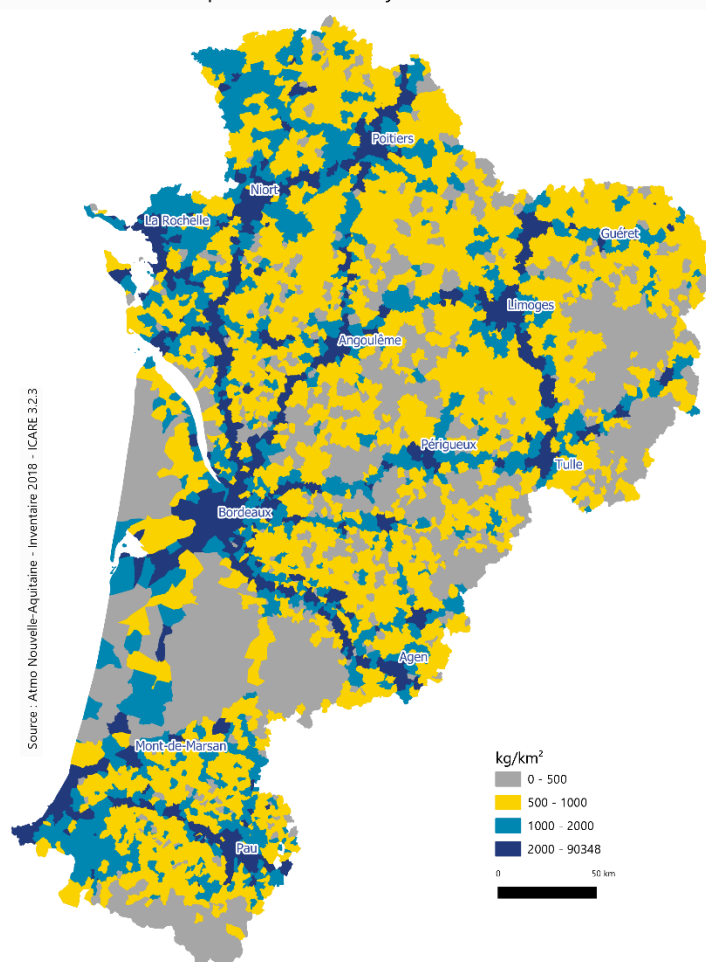 Poitiers
Niort
La Rochelle
Guéret
Limoges
Angoulême
Périgueux
Tulle
Bordeaux
Agen
Mont-de-Marsan
Pau
Source : Atmo Nouvelle-Aquitaine - Inventaire 2018 - ICARE 3.2.3
kg/km²
0 - 500
500 - 1000
1000 - 2000
2000 - 90348
0 50 km